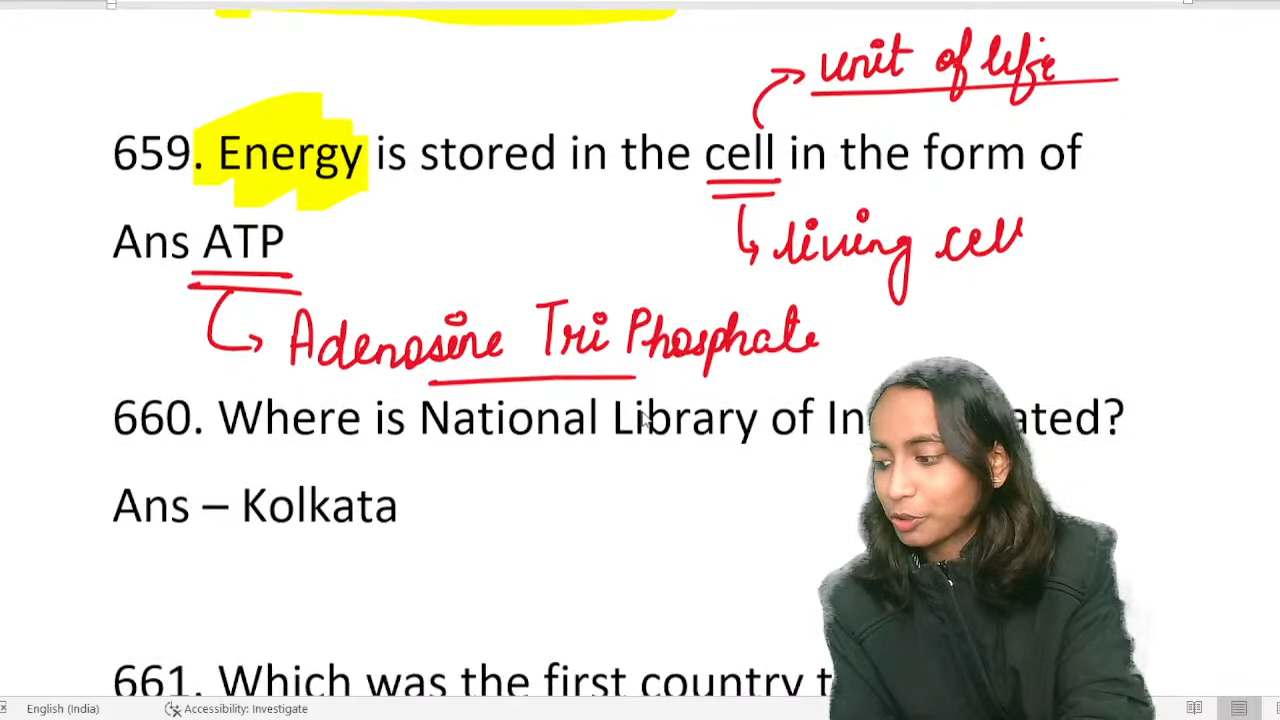 unit of life
659. Energy is stored in the cell in the form of
living cell
Ans ATP
Adenosine Tri Phosphate
660. Where is National Library of In ated?
Ans – Kolkata
661. Which was the first country t
English (India) Accessibility: Investigate